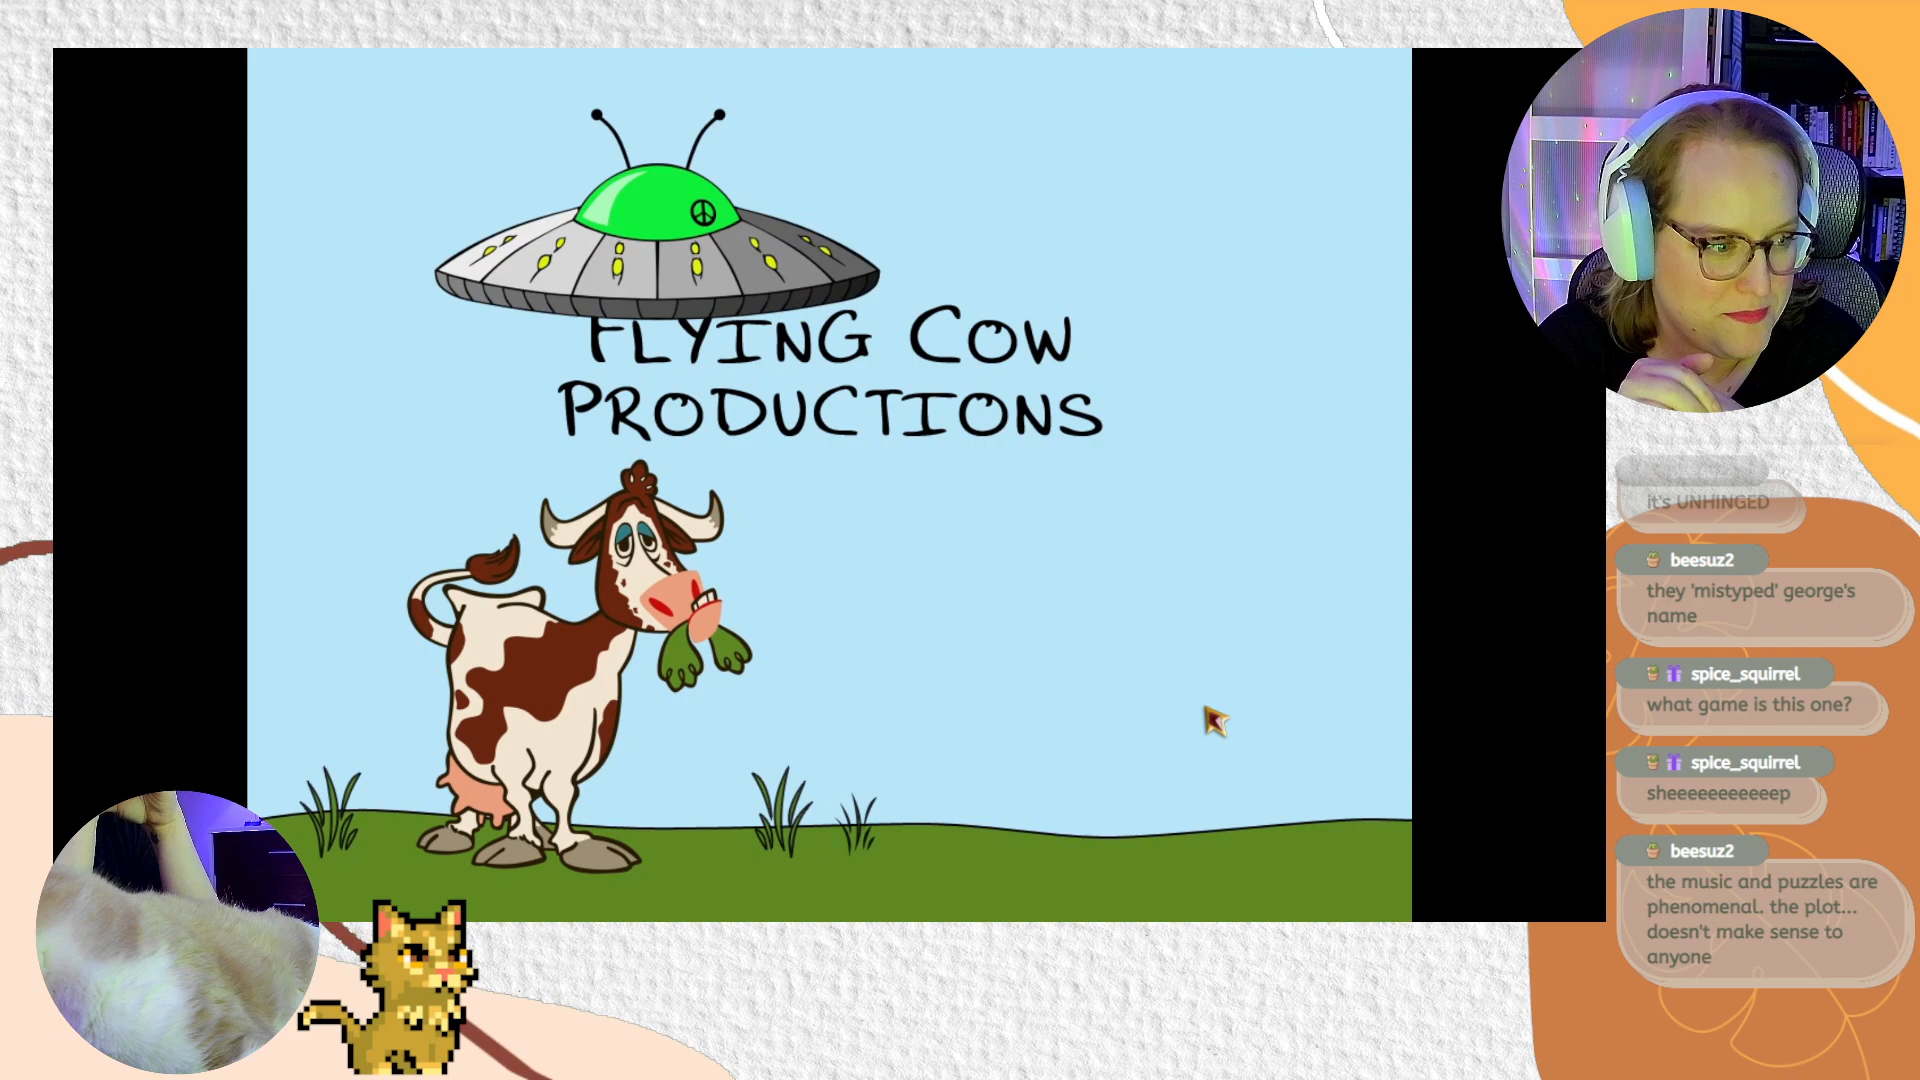 FLYING COW
PRODUCTIONS
it's UNHINGED
beesuz2
they 'mistyped' george's
name
spice_squirrel
what game is this one?
spice_squirrel
sheeeeeeeeeeep
beesuz2
the music and puzzles are
phenomenal. the plot...
doesn't make sense to
anyone